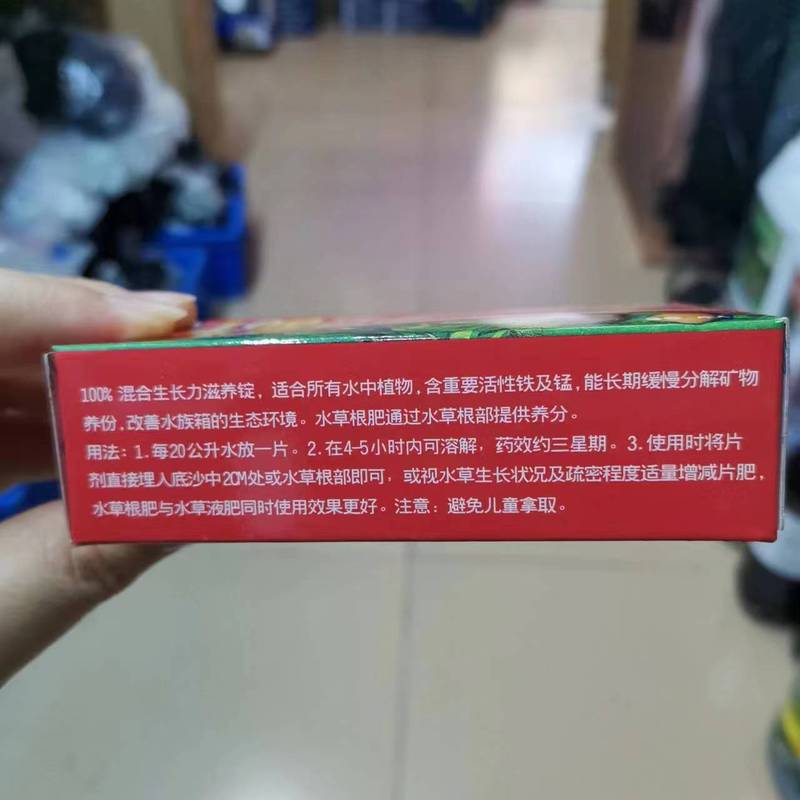 100% 混合生长力滋养锭，适合所有水中植物，含重要活性铁及锰，能长期缓慢分解矿物
养份，改善水族箱的生态环境。水草根肥通过水草根部提供养分。
用法：1.每20公升水放一片。2.在4-5小时内可溶解，药效约三星期。3.使用时将片
剂直接埋入底沙中2CM处或水草根部即可，或视水草生长状况及疏密程度适量增减片肥，
水草根肥与水草液肥同时使用效果更好。注意：避免儿童拿取。